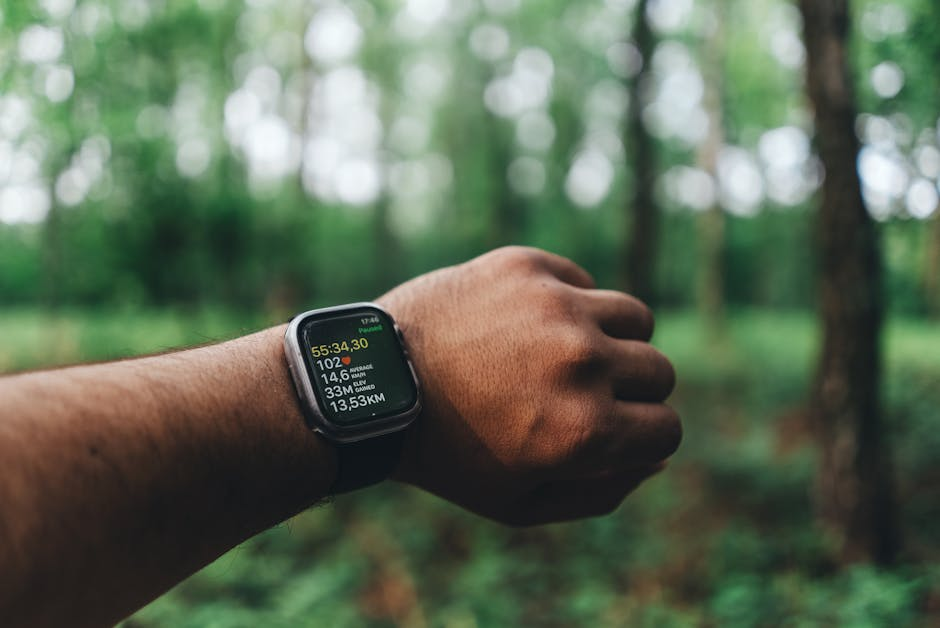 17:46
Paused
55:34,30
102
14,6 AVERAGE KM/H
33M ELEV GAINED
13,53KM